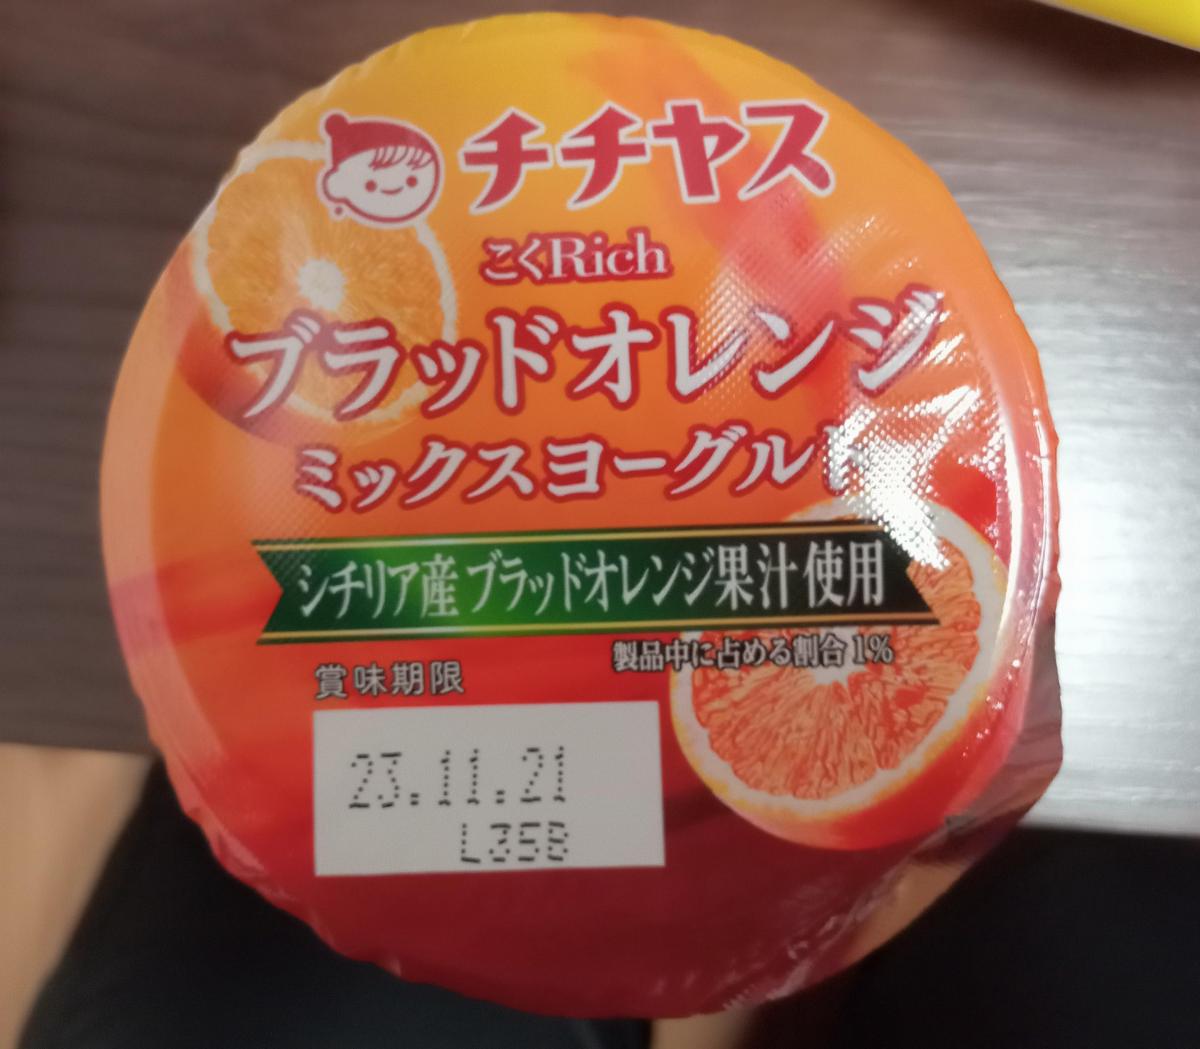 チチヤス
こくRich
ブラッドオレンジ
ミックスヨーグルト
シチリア産ブラッドオレンジ果汁使用
製品中に占める割合1%
賞味期限
23.11.21
L35B